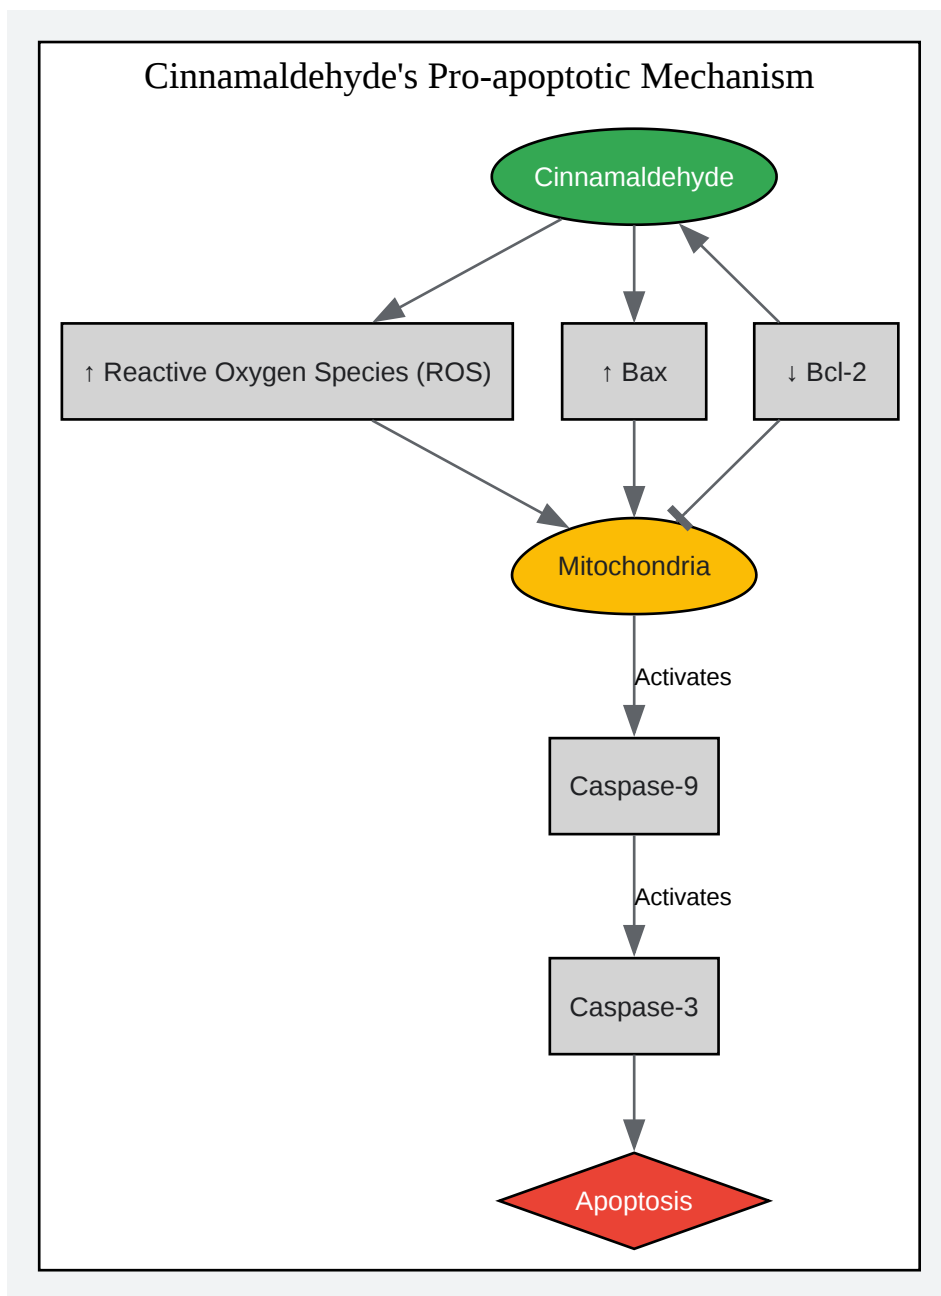 Cinnamaldehyde's Pro-apoptotic Mechanism
Cinnamaldehyde
↑ Reactive Oxygen Species (ROS)
↑ Bax
↓ Bcl-2
Mitochondria
Activates
Caspase-9
Activates
Caspase-3
Apoptosis